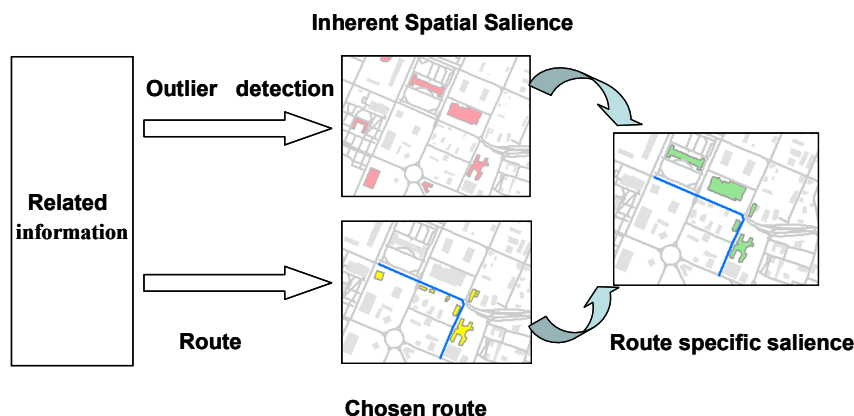 Inherent Spatial Salience
Outlier detection
Related
information
Route
Route specific salience
Chosen route